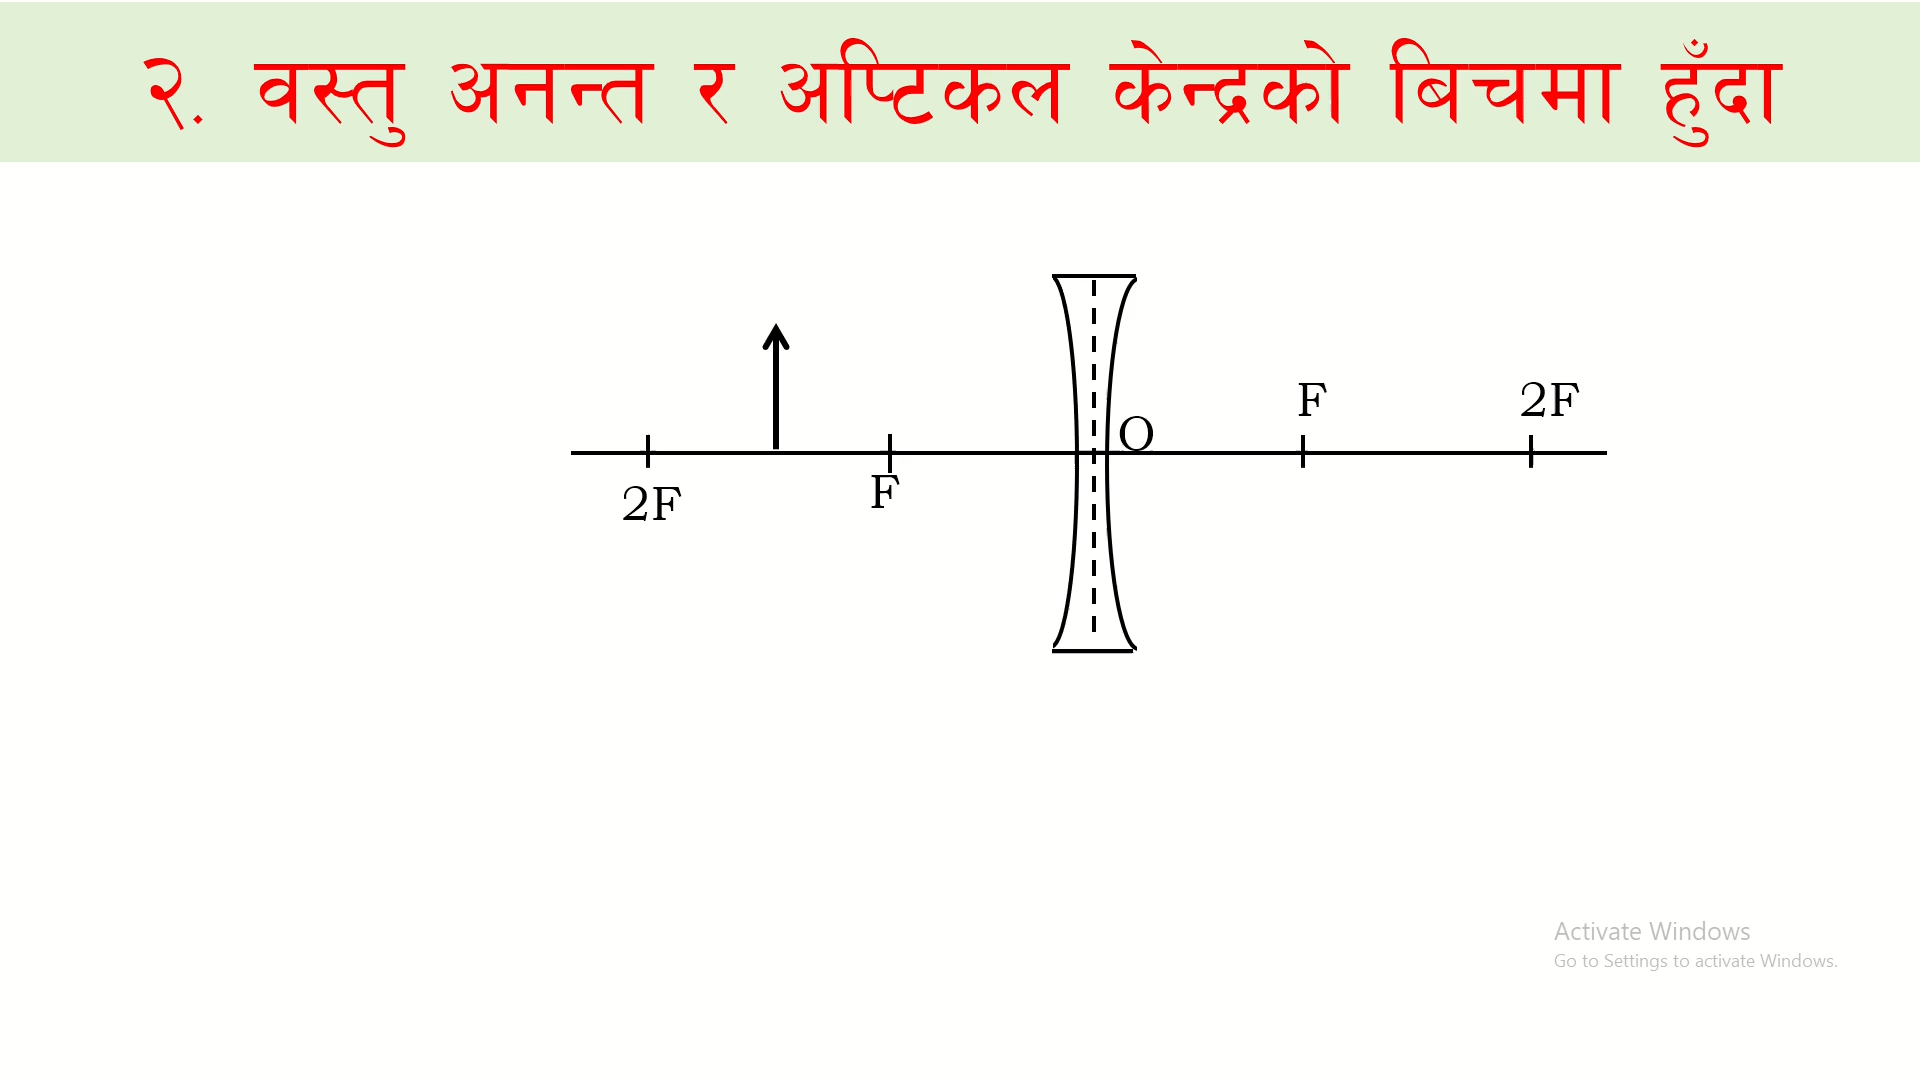 २. वस्तु अनन्त र अप्टिकल केन्द्रको बिचमा हुँदा
F
2F
O
2F
F
Activate Windows
Go to Settings to activate Windows.